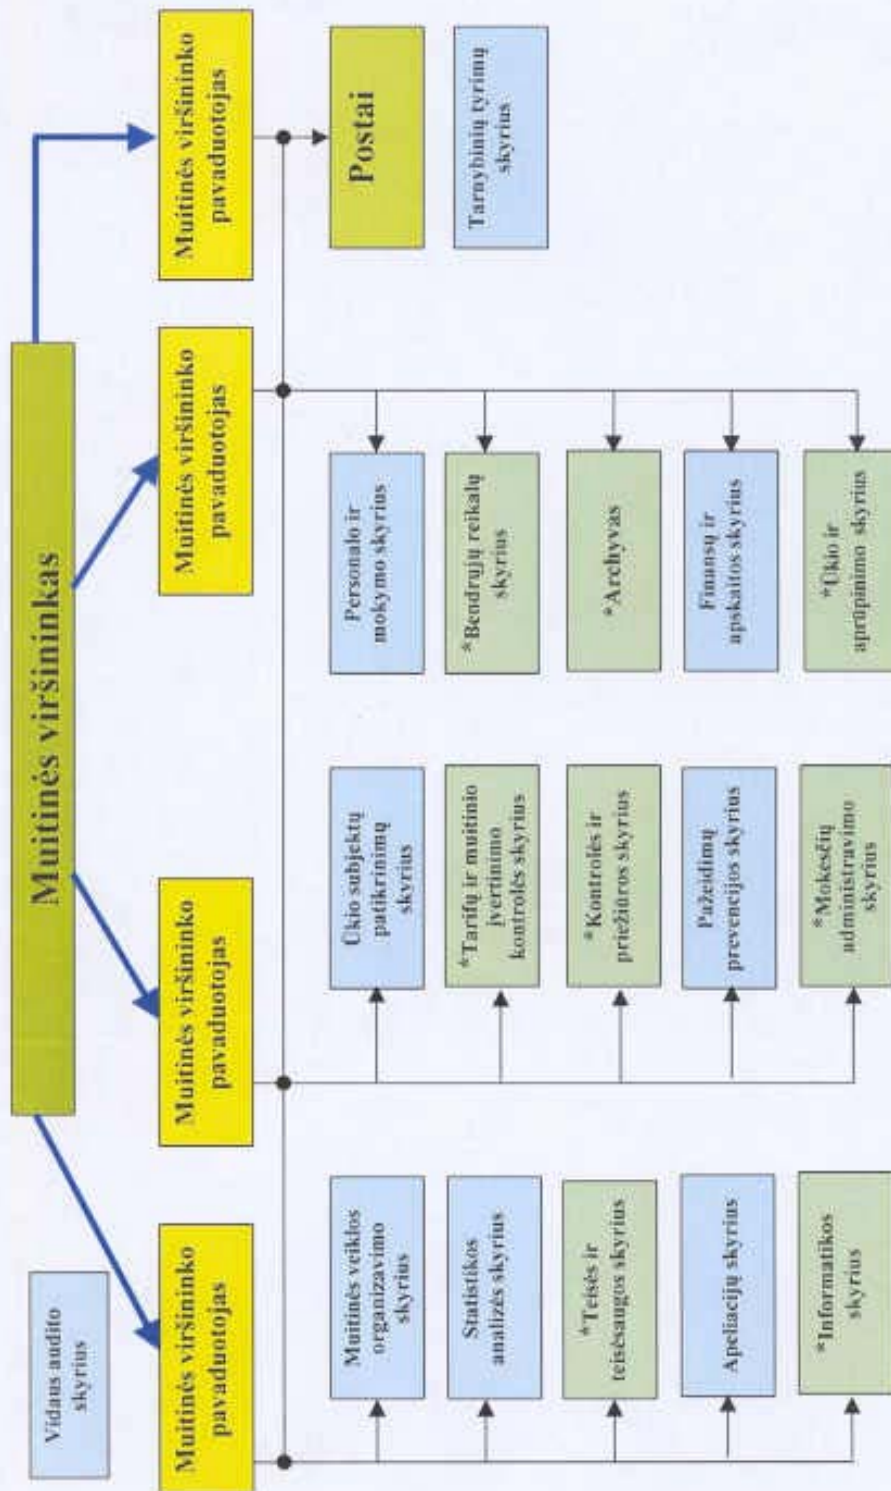 Muitinės viršininkas
Vidaus audito
skyrius
Muitinės viršininko
pavaduotojas
Muitinės viršininko
pavaduotojas
Muitinės viršininko
pavaduotojas
Muitinės viršininko
pavaduotojas
Muitinės veiklos
organizavimo
skyrius
Statistikos
analizės skyrius
*Teisės ir
teisėsaugos skyrius
Apeliacijų skyrius
*Informatikos
skyrius
Ūkio subjektų
patikrinimų
skyrius
*Tarifų ir muitinio
įvertinimo
kontrolės skyrius
*Kontrolės ir
priežiūros skyrius
Pažeidimų
prevencijos skyrius
*Mokesčių
administravimo
skyrius
Personalo ir
mokymo skyrius
*Bendrųjų reikalų
skyrius
*Archyvas
Finansų ir
apskaitos skyrius
*Ūkio ir
aprūpinimo skyrius
Postai
Tarnybinių tyrimų
skyrius